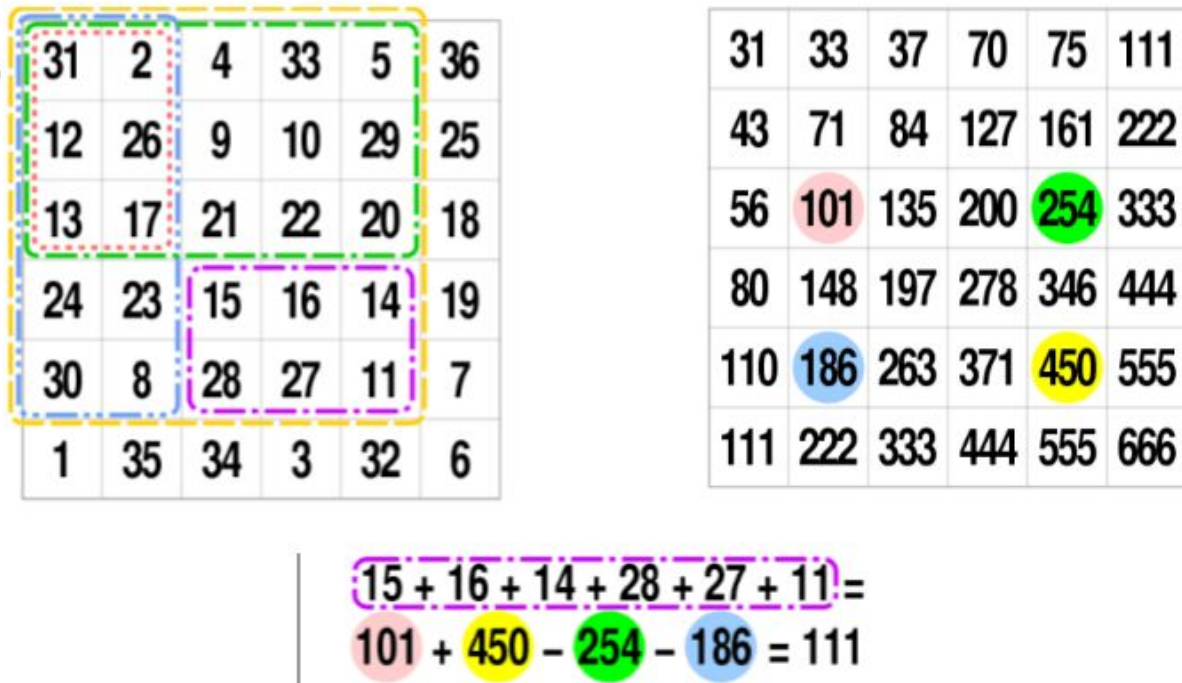 31 2 4 33 5 36
12 26 9 10 29 25
13 17 21 22 20 18
24 23 15 16 14 19
30 8 28 27 11 7
1 35 34 3 32 6
31 33 37 70 75 111
43 71 84 127 161 222
56 101 135 200 254 333
80 148 197 278 346 444
110 186 263 371 450 555
111 222 333 444 555 666
15 + 16 + 14 + 28 + 27 + 11 =
101 + 450 − 254 − 186 = 111